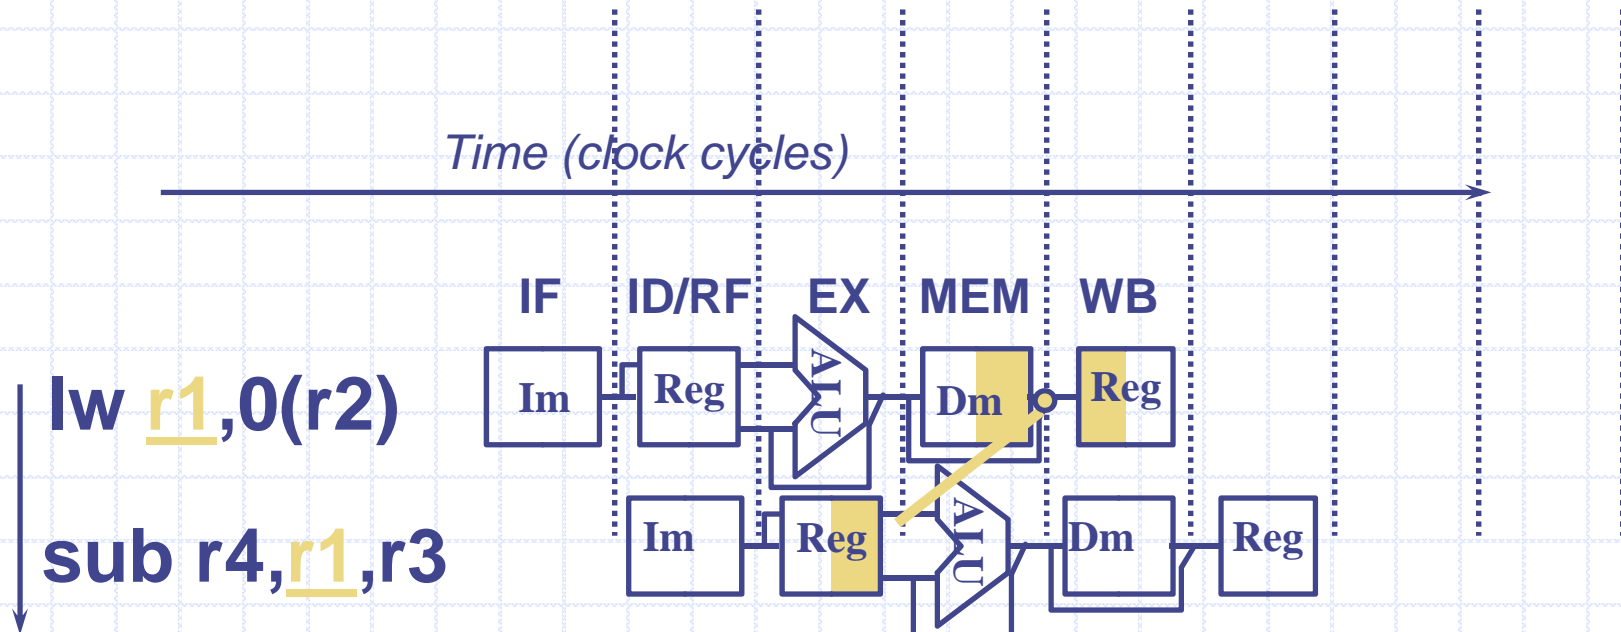 Time (clock cycles)
IF ID/RF EX MEM WB
lw r1,0(r2) Im Reg ALU Dm Reg
sub r4,r1,r3 Im Reg ALU Dm Reg